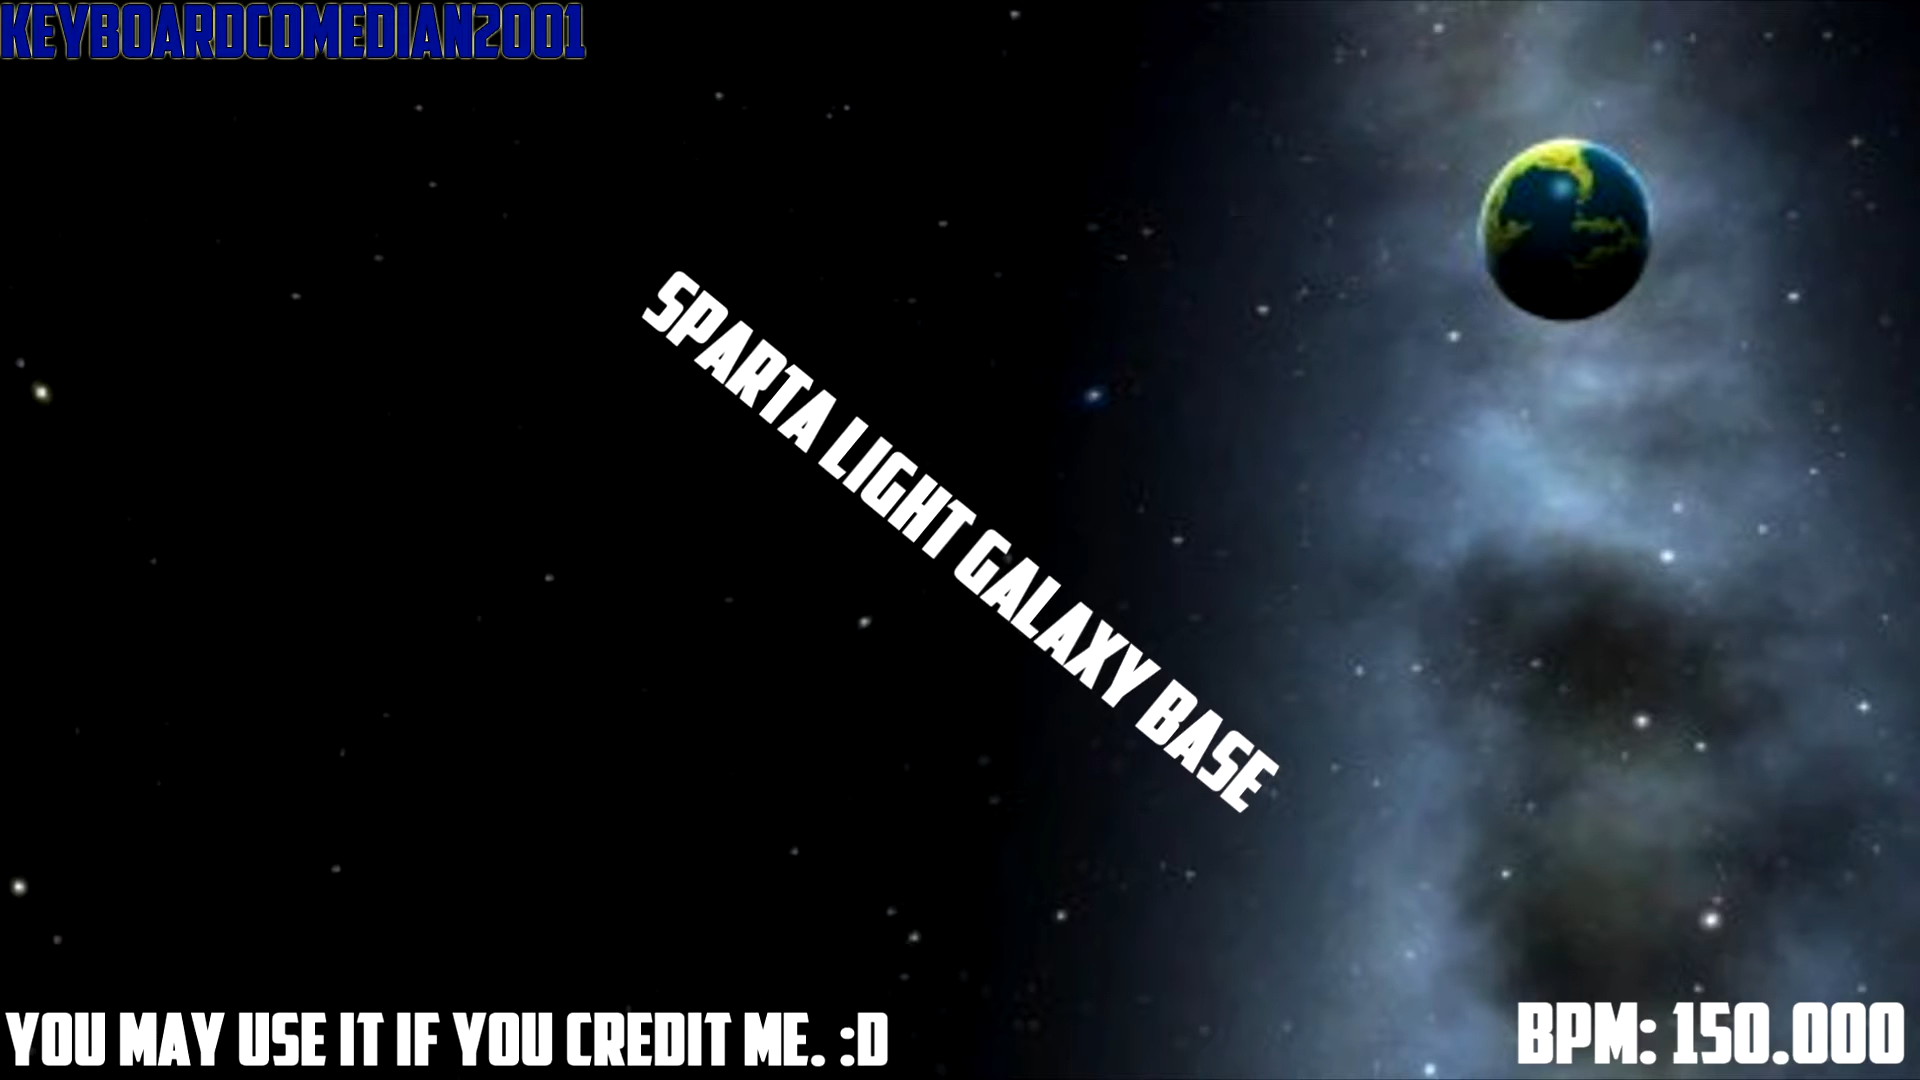 KEYBOARDCOMEDIAN2001
SPARTA LIGHT GALAXY BASE
YOU MAY USE IT IF YOU CREDIT ME. :D
BPM: 150.000